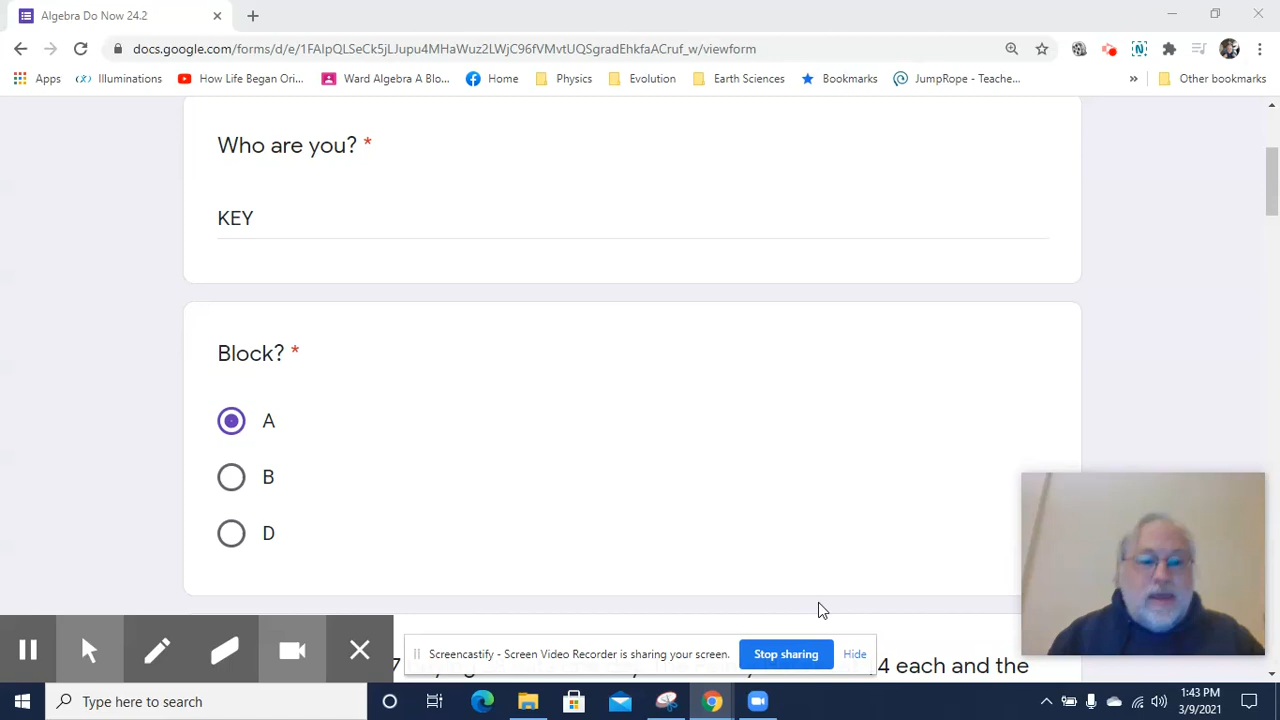 Algebra Do Now 24.2
docs.google.com/forms/d/e/1FAIpQLSeCk5jLJupu4MHaWuz2LWjC96fVMvtUQSgradEhkfaACruf_w/viewform
Apps
Illuminations
How Life Began Ori...
Ward Algebra A Blo...
Home
Physics
Evolution
Earth Sciences
Bookmarks
JumpRope - Teache...
»
Other bookmarks
Who are you? *
KEY
Block? *
A
B
D
Screencastify - Screen Video Recorder is sharing your screen.
Stop sharing
Hide
4 each and the
Type here to search
1:43 PM
3/9/2021